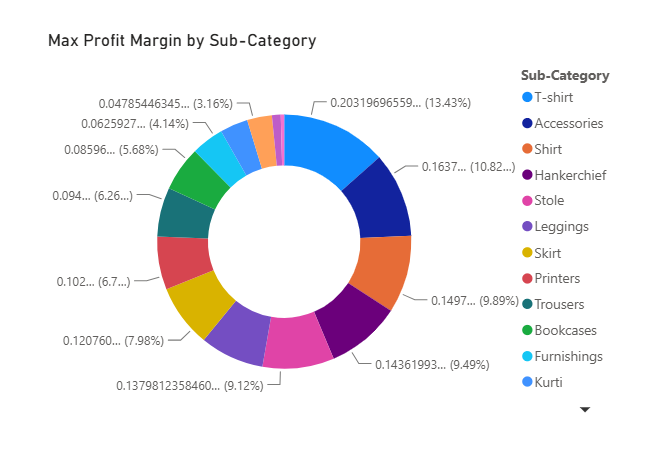 Max Profit Margin by Sub-Category
Sub-Category
T-shirt
Accessories
Shirt
Hankerchief
Stole
Leggings
Skirt
Printers
Trousers
Bookcases
Furnishings
Kurti
0.20319696559... (13.43%)
0.1637... (10.82...)
0.1497... (9.89%)
0.14361993... (9.49%)
0.1379812358460... (9.12%)
0.120760... (7.98%)
0.102... (6.7...)
0.094... (6.26...)
0.08596... (5.68%)
0.0625927... (4.14%)
0.04785446345... (3.16%)